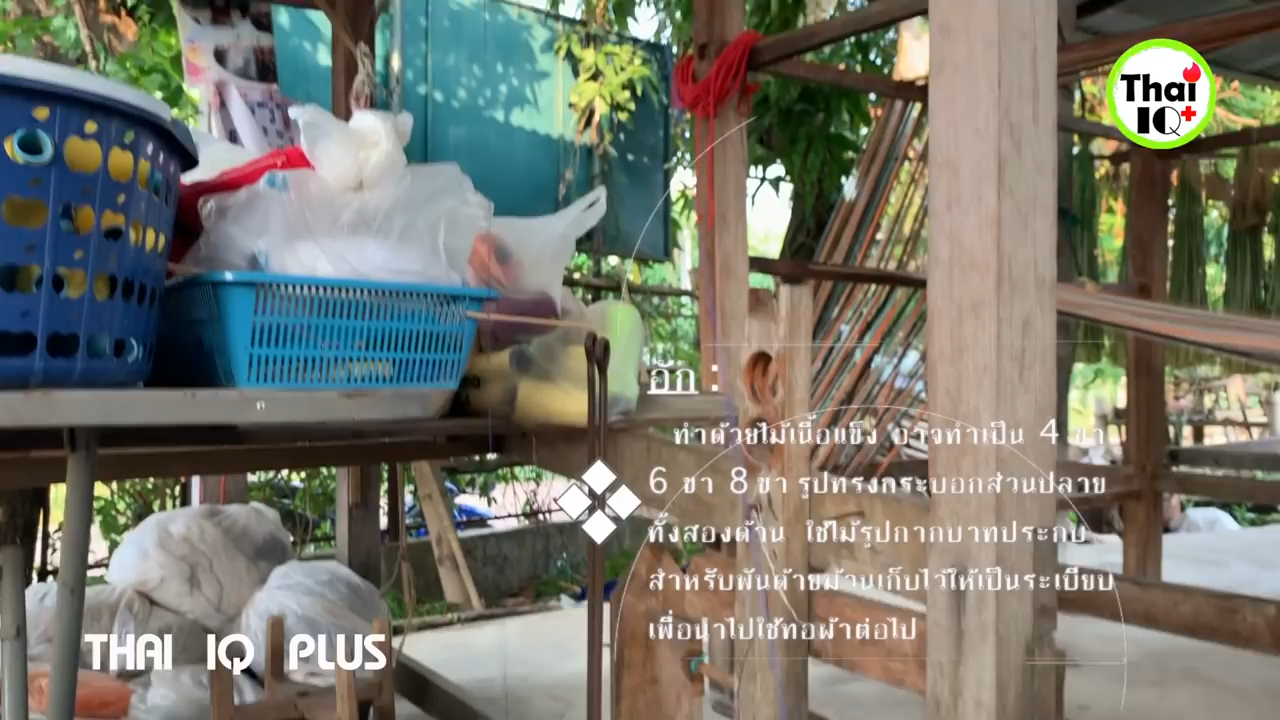 Thai
IQ+
อัก :
ทำด้วยไม้เนื้อแข็ง อาจทำเป็น 4 ขา
6 ขา 8 ขา รูปทรงกระบอกส่วนปลาย
ทั้งสองด้าน ใช้ไม้รูปกากบาทประกบ
สำหรับพันด้ายม้วนเก็บไว้ให้เป็นระเบียบ
เพื่อนำไปใช้ทอผ้าต่อไป
THAI IQ PLUS